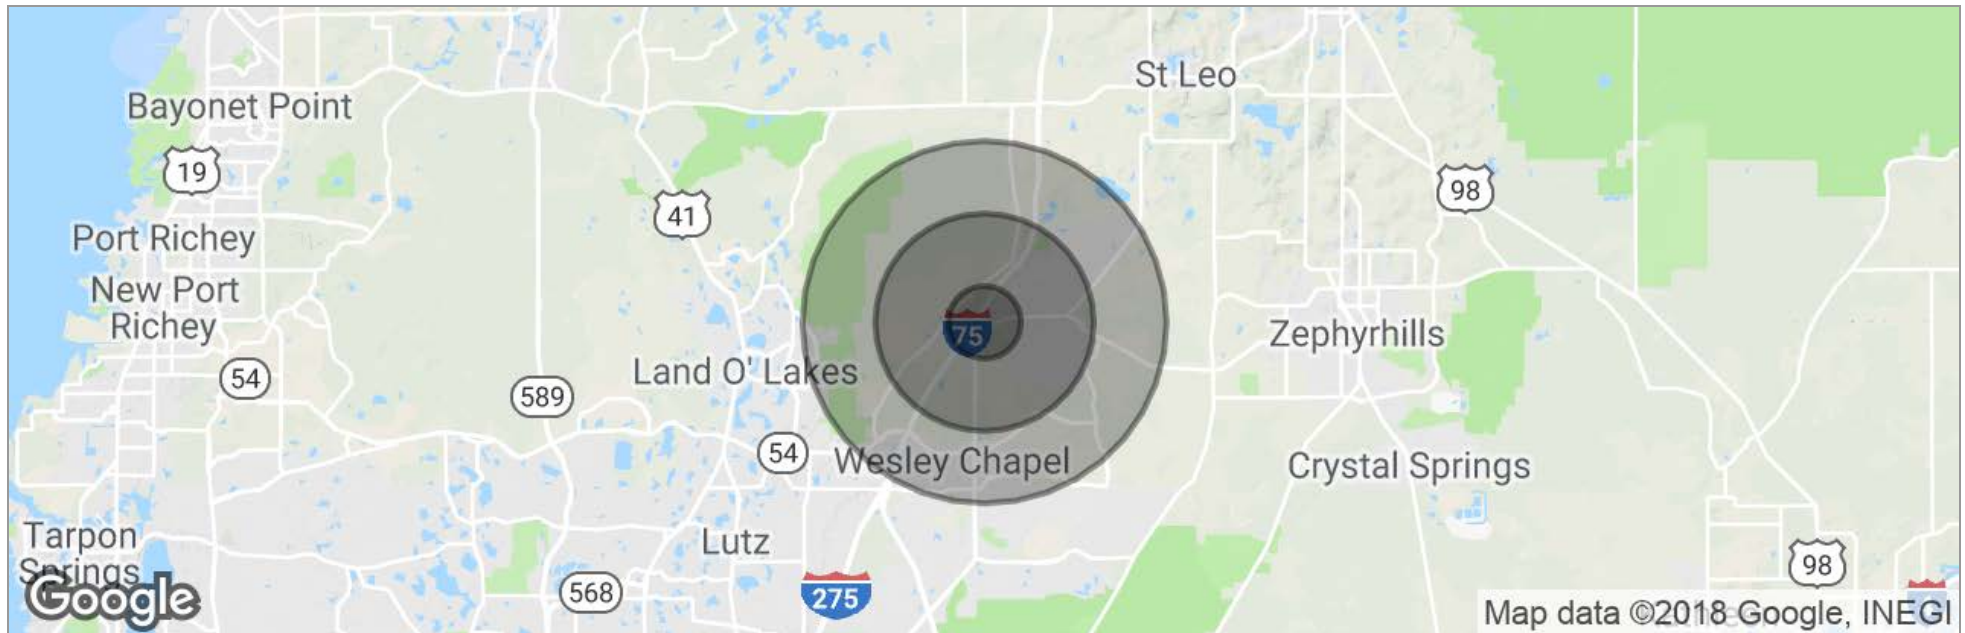 St Leo
Bayonet Point
19
98
41
Port Richey
New Port
Richey
75
Zephyrhills
54
Land O' Lakes
589
54
Wesley Chapel
Crystal Springs
Tarpon
Springs
Lutz
98
568
275
Google
Map data ©2018 Google, INEGI